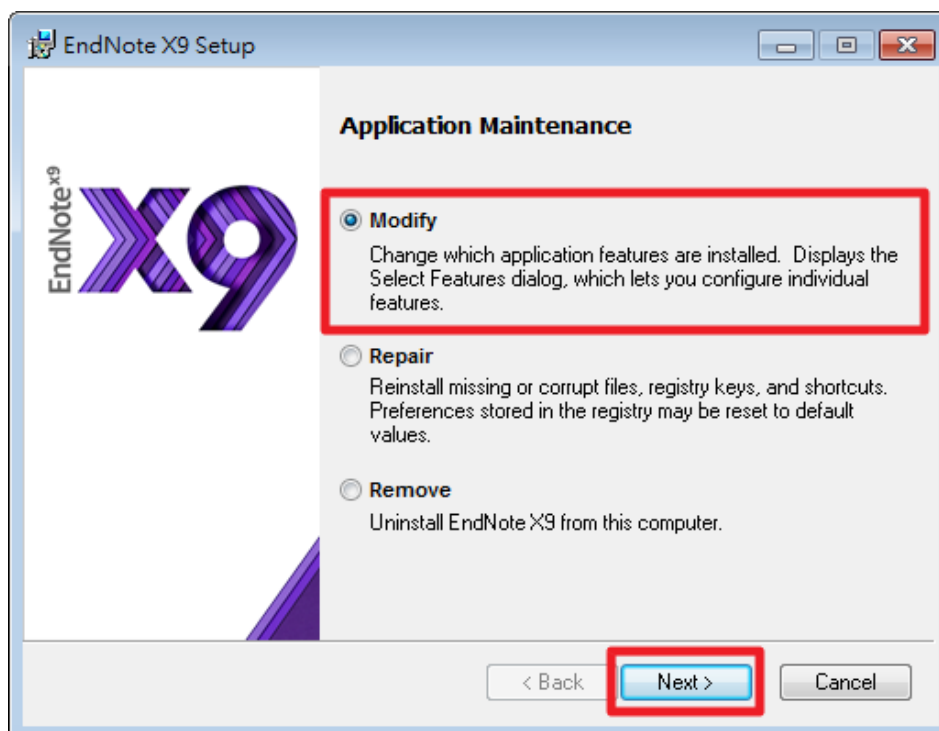 EndNote X9 Setup
EndNote X9
X9
Application Maintenance
Modify
Change which application features are installed.  Displays the
Select Features dialog, which lets you configure individual
features.
Repair
Reinstall missing or corrupt files, registry keys, and shortcuts.
Preferences stored in the registry may be reset to default
values.
Remove
Uninstall EndNote X9 from this computer.
< Back
Next >
Cancel